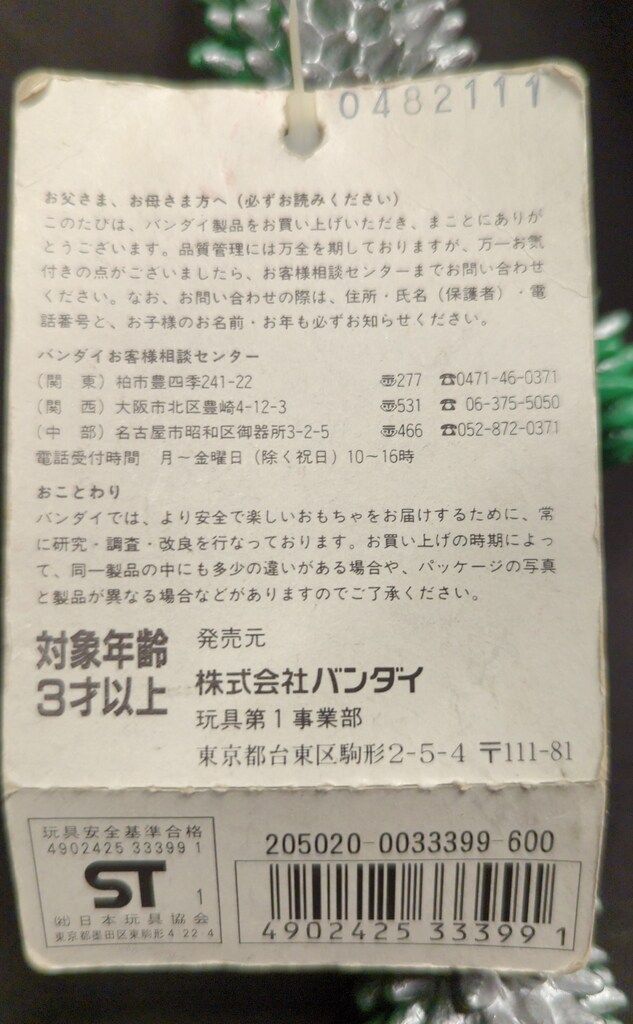 0482111
お父さま、お母さま方へ（必ずお読みください）
このたびは、バンダイ製品をお買い上げいただき、まことにありが
とうございます。品質管理には万全を期しておりますが、万一お気
付きの点がございましたら、お客様相談センターまでお問い合わせ
ください。なお、お問い合わせの際は、住所・氏名（保護者）・電
話番号と、お子様のお名前・お年も必ずお知らせください。
バンダイお客様相談センター
（関　東）柏市豊四季241-22 〠277 ☎0471-46-0371
（関　西）大阪市北区豊崎4-12-3 〠531 ☎06-375-5050
（中　部）名古屋市昭和区御器所3-2-5 〠466 ☎052-872-0371
電話受付時間　月～金曜日（除く祝日）10～16時
おことわり
バンダイでは、より安全で楽しいおもちゃをお届けするために、常
に研究・調査・改良を行なっております。お買い上げの時期によっ
て、同一製品の中にも多少の違いがある場合や、パッケージの写真
と製品が異なる場合などがありますのでご了承ください。
対象年齢
3才以上
発売元
株式会社バンダイ
玩具第1事業部
東京都台東区駒形2-5-4 〒111-81
玩具安全基準合格
4902425 33399 1
ST 1
㈳日本玩具協会
東京都墨田区東駒形4-22-4
205020-0033399-600
4902425 33399 1